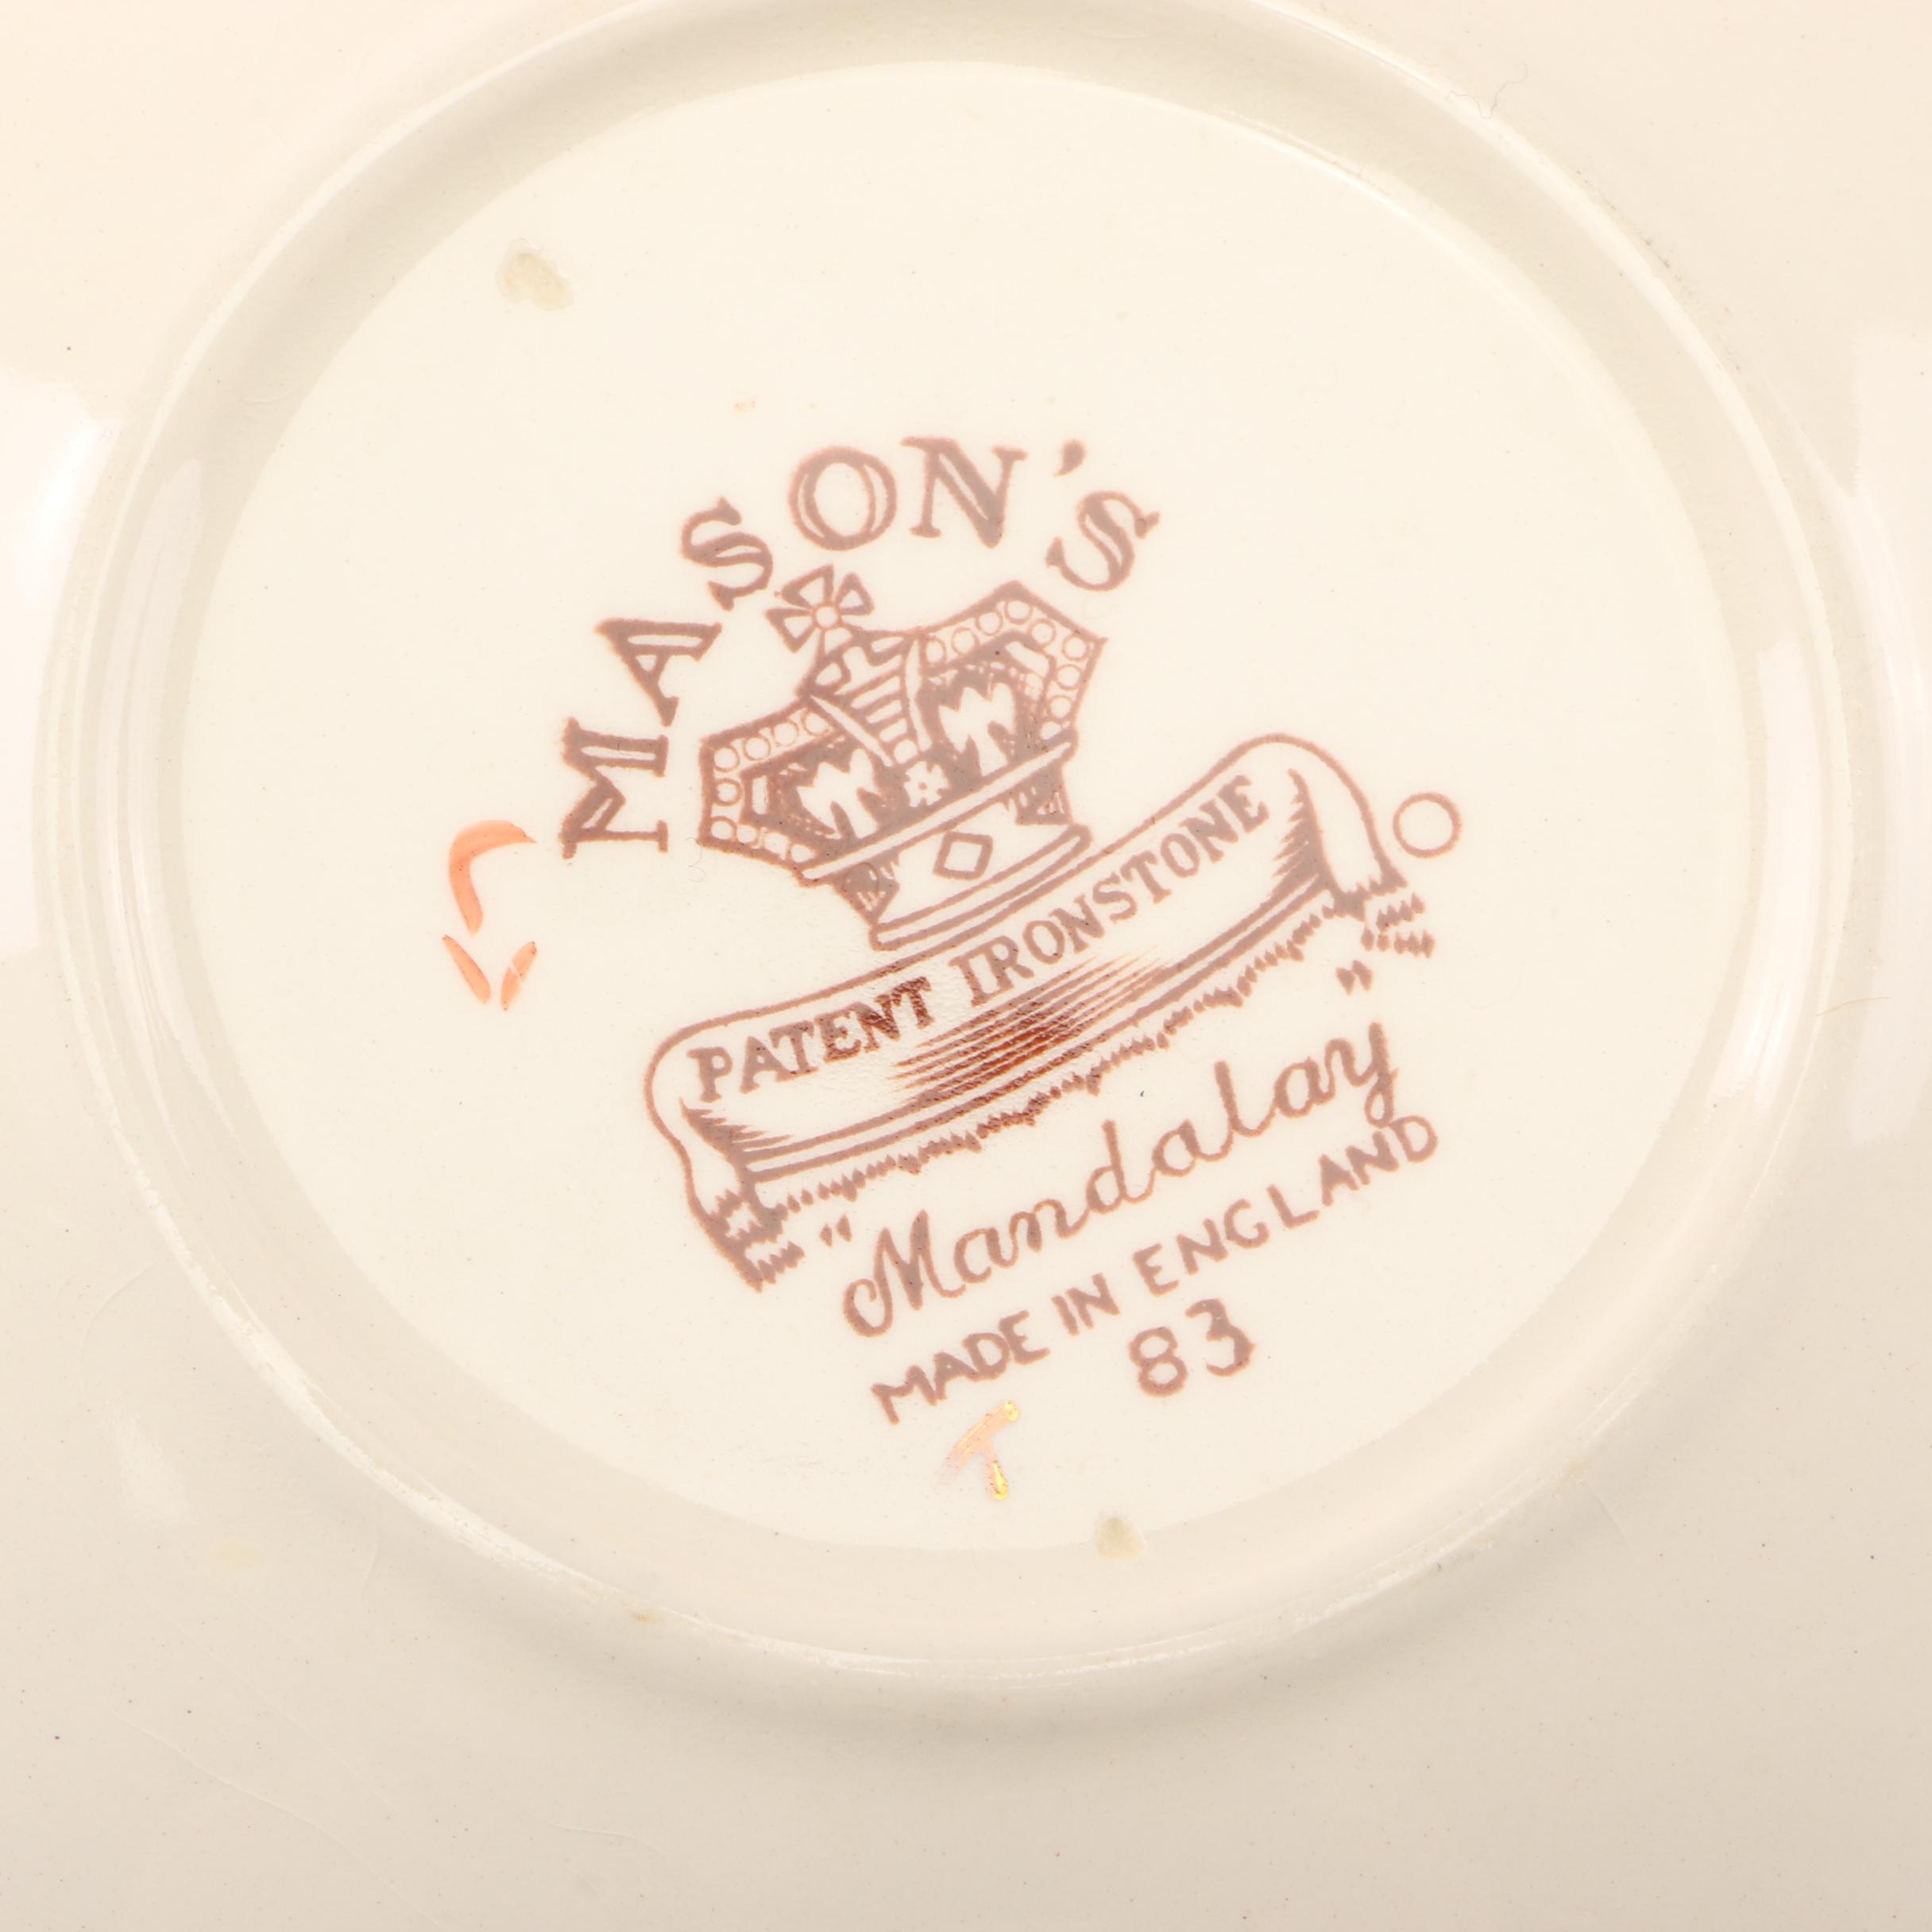 MASON'S
PATENT IRONSTONE
"Mandalay"
MADE IN ENGLAND
83
T